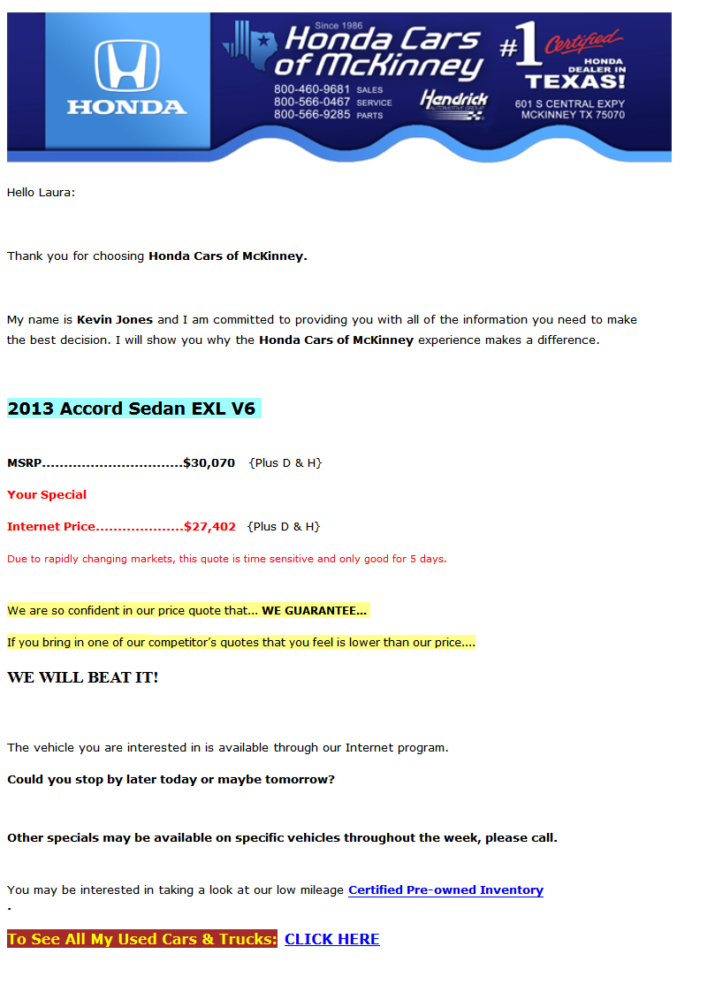 HONDA
Since 1986
Honda Cars
of McKinney
800-460-9681 SALES
800-566-0467 SERVICE
800-566-9285 PARTS
Hendrick
AUTOMOTIVE GROUP
#1 Certified
HONDA
DEALER IN
TEXAS!
601 S CENTRAL EXPY
MCKINNEY TX 75070
Hello Laura:
Thank you for choosing Honda Cars of McKinney.
My name is Kevin Jones and I am committed to providing you with all of the information you need to make
the best decision. I will show you why the Honda Cars of McKinney experience makes a difference.
2013 Accord Sedan EXL V6
MSRP................................$30,070 {Plus D & H}
Your Special
Internet Price....................$27,402 {Plus D & H}
Due to rapidly changing markets, this quote is time sensitive and only good for 5 days.
We are so confident in our price quote that... WE GUARANTEE...
If you bring in one of our competitor’s quotes that you feel is lower than our price....
WE WILL BEAT IT!
The vehicle you are interested in is available through our Internet program.
Could you stop by later today or maybe tomorrow?
Other specials may be available on specific vehicles throughout the week, please call.
You may be interested in taking a look at our low mileage Certified Pre-owned Inventory
.
To See All My Used Cars & Trucks: CLICK HERE